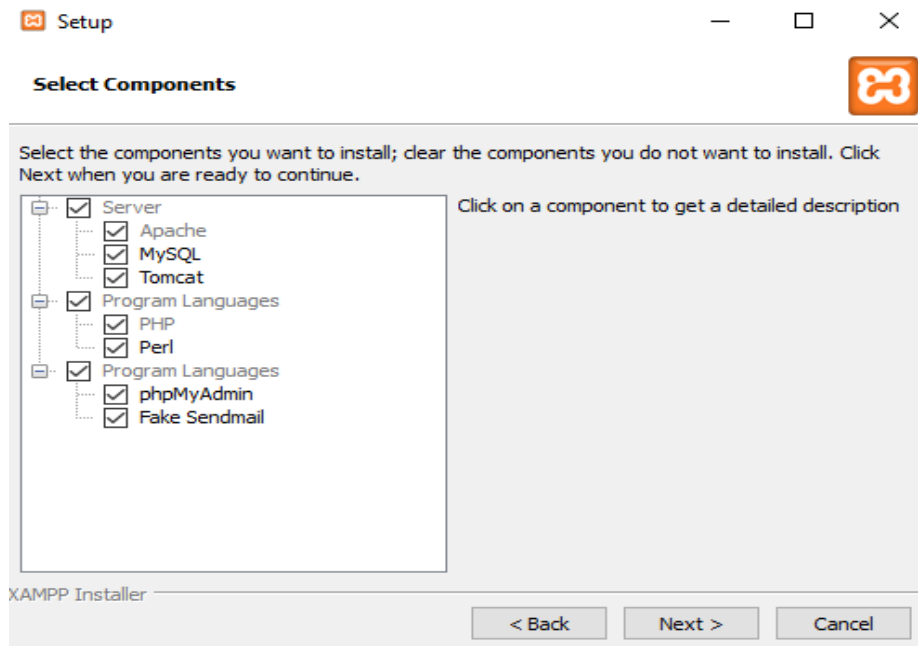 Setup
Select Components
Select the components you want to install; clear the components you do not want to install. Click
Next when you are ready to continue.
Server
Apache
MySQL
Tomcat
Program Languages
PHP
Perl
Program Languages
phpMyAdmin
Fake Sendmail
Click on a component to get a detailed description
XAMPP Installer
< Back
Next >
Cancel